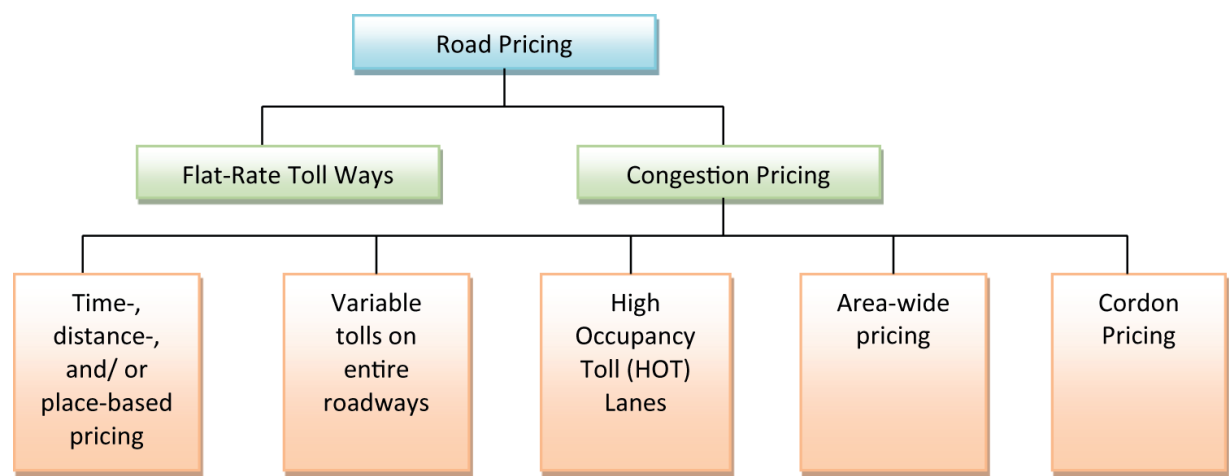 Road Pricing
Flat-Rate Toll Ways
Congestion Pricing
Time-,
distance-,
and/ or
place-based
pricing
Variable
tolls on
entire
roadways
High
Occupancy
Toll (HOT)
Lanes
Area-wide
pricing
Cordon
Pricing